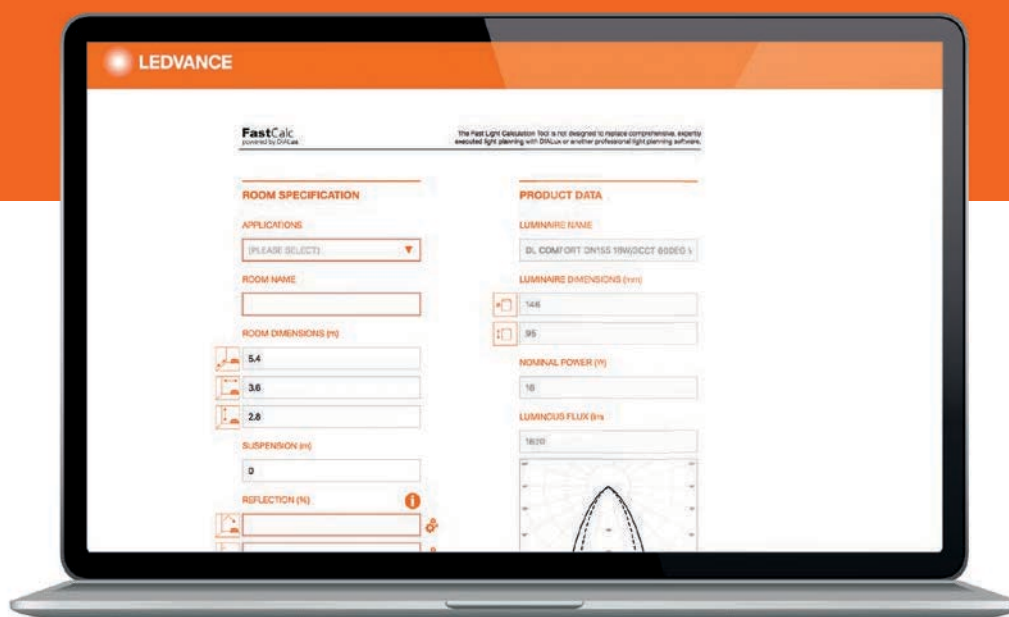 LEDVANCE
FastCalc
powered by DIALux
The Fast Light Calculation Tool is not designed to replace comprehensive, expertly
executed light planning with DIALux or another professional light planning software.
ROOM SPECIFICATION
APPLICATIONS
(PLEASE SELECT)
ROOM NAME
ROOM DIMENSIONS (m)
5.4
3.6
2.8
SUSPENSION (m)
0
REFLECTION (%)
i
PRODUCT DATA
LUMINAIRE NAME
DL COMFORT DN155 18W/3CCT
LUMINAIRE DIMENSIONS (mm)
146
95
NOMINAL POWER (W)
LUMINOUS FLUX (lm
1620